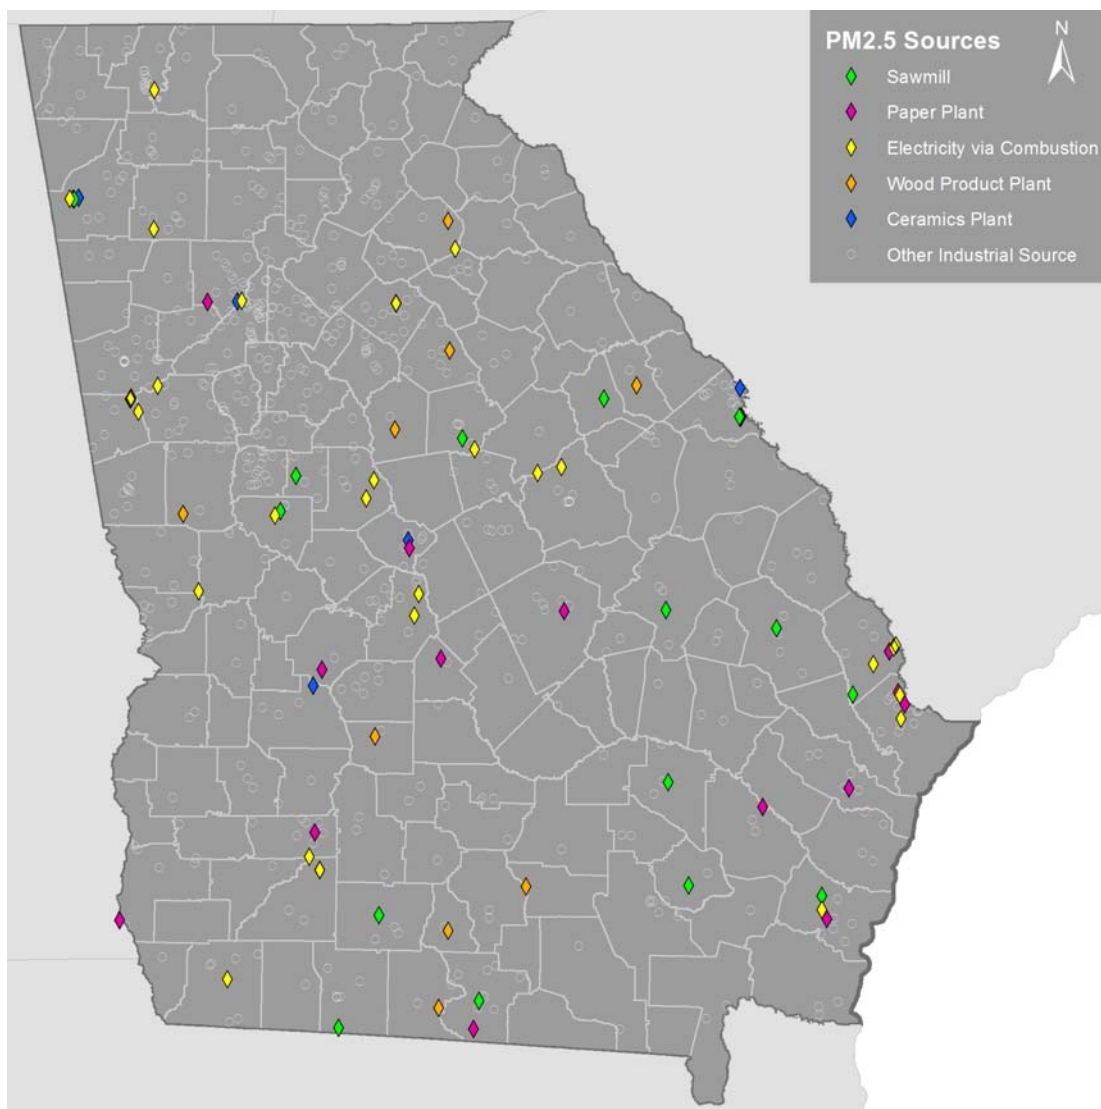 PM2.5 Sources
N
Sawmill
Paper Plant
Electricity via Combustion
Wood Product Plant
Ceramics Plant
Other Industrial Source